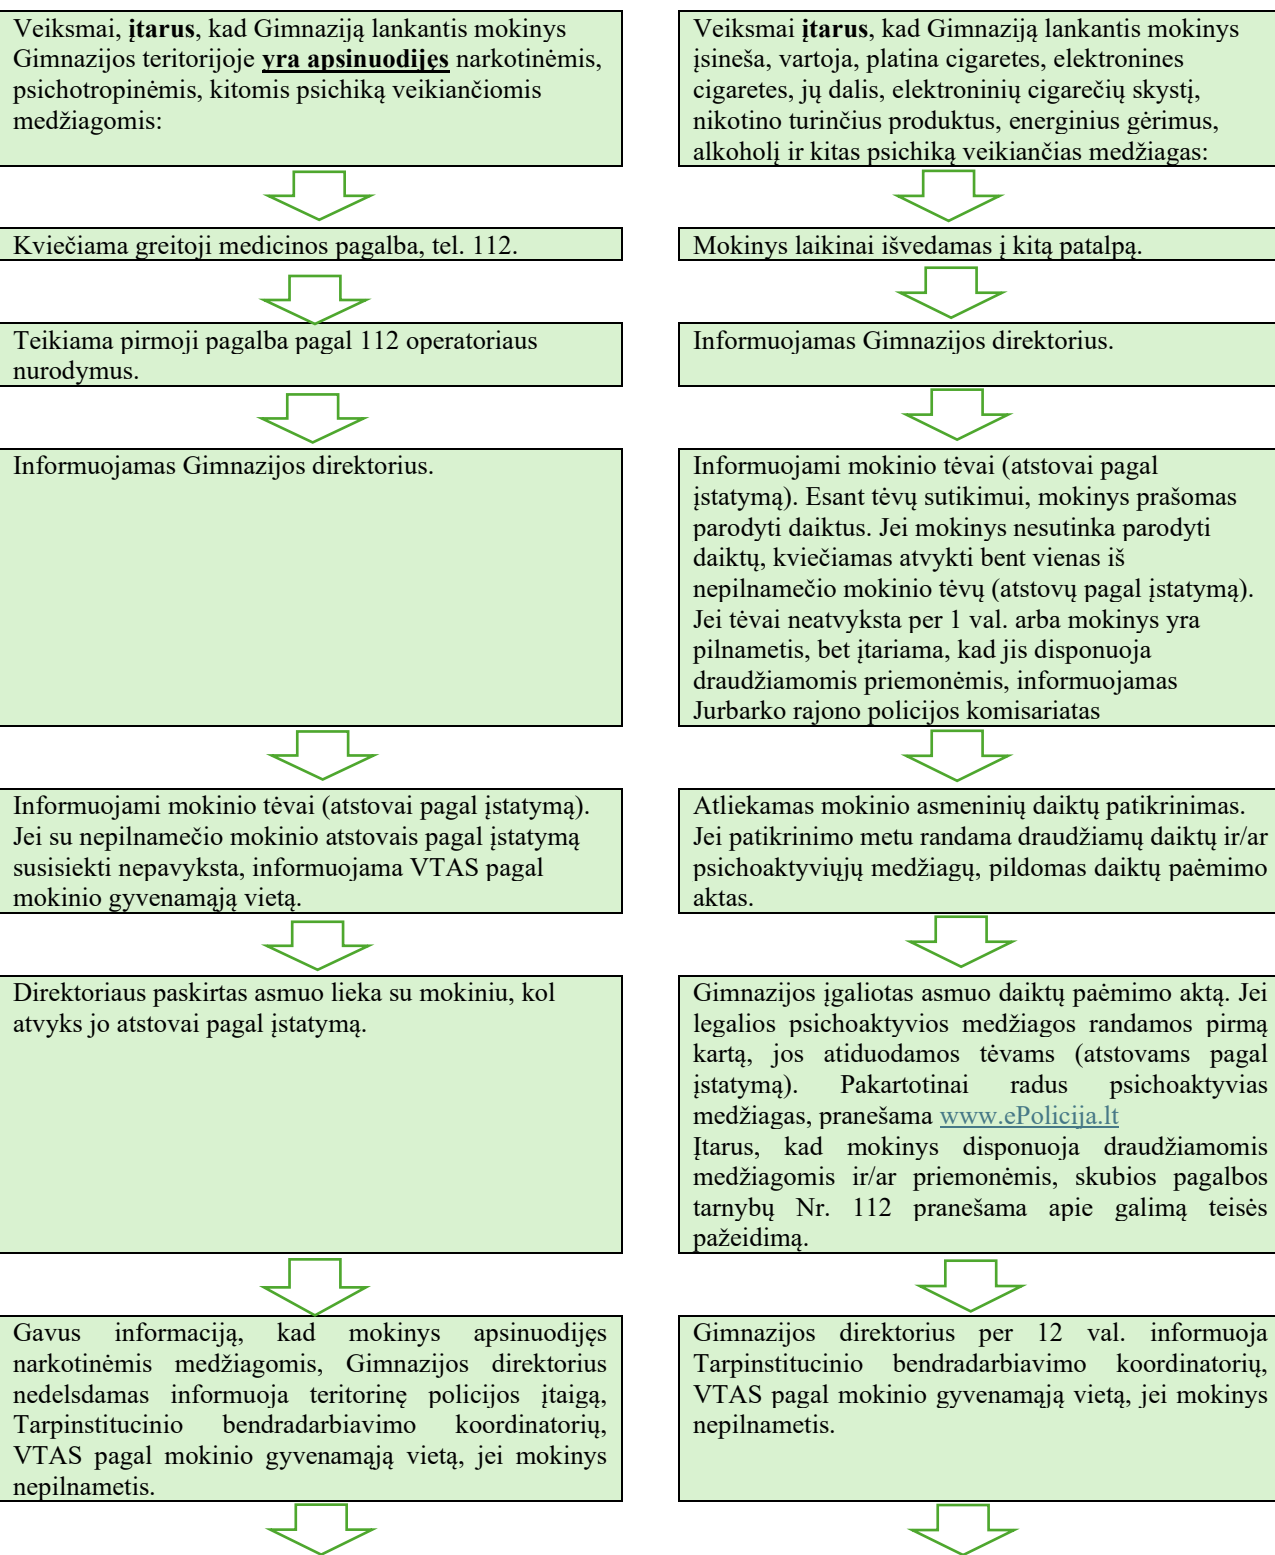 Veiksmai, įtarus, kad Gimnaziją lankantis mokinys
Gimnazijos teritorijoje yra apsinuodijęs narkotinėmis,
psichotropinėmis, kitomis psichiką veikiančiomis
medžiagomis:
Veiksmai įtarus, kad Gimnaziją lankantis mokinys
įsineša, vartoja, platina cigaretes, elektronines
cigaretes, jų dalis, elektroninių cigarečių skystį,
nikotino turinčius produktus, energinius gėrimus,
alkoholį ir kitas psichiką veikiančias medžiagas:
Kviečiama greitoji medicinos pagalba, tel. 112.
Mokinys laikinai išvedamas į kitą patalpą.
Teikiama pirmoji pagalba pagal 112 operatoriaus
nurodymus.
Informuojamas Gimnazijos direktorius.
Informuojamas Gimnazijos direktorius.
Informuojami mokinio tėvai (atstovai pagal
įstatymą). Esant tėvų sutikimui, mokinys prašomas
parodyti daiktus. Jei mokinys nesutinka parodyti
daiktų, kviečiamas atvykti bent vienas iš
nepilnamečio mokinio tėvų (atstovų pagal įstatymą).
Jei tėvai neatvyksta per 1 val. arba mokinys yra
pilnametis, bet įtariama, kad jis disponuoja
draudžiamomis priemonėmis, informuojamas
Jurbarko rajono policijos komisariatas
Informuojami mokinio tėvai (atstovai pagal įstatymą).
Jei su nepilnamečio mokinio atstovais pagal įstatymą
susisiekti nepavyksta, informuojama VTAS pagal
mokinio gyvenamąją vietą.
Atliekamas mokinio asmeninių daiktų patikrinimas.
Jei patikrinimo metu randama draudžiamų daiktų ir/ar
psichoaktyviųjų medžiagų, pildomas daiktų paėmimo
aktas.
Direktoriaus paskirtas asmuo lieka su mokiniu, kol
atvyks jo atstovai pagal įstatymą.
Gimnazijos įgaliotas asmuo daiktų paėmimo aktą. Jei
legalios psichoaktyvios medžiagos randamos pirmą
kartą, jos atiduodamos tėvams (atstovams pagal
įstatymą). Pakartotinai radus psichoaktyvias
medžiagas, pranešama www.ePolicija.lt
Įtarus, kad mokinys disponuoja draudžiamomis
medžiagomis ir/ar priemonėmis, skubios pagalbos
tarnybų Nr. 112 pranešama apie galimą teisės
pažeidimą.
Gavus informaciją, kad mokinys apsinuodijęs
narkotinėmis medžiagomis, Gimnazijos direktorius
nedelsdamas informuoja teritorinę policijos įtaigą,
Tarpinstitucinio bendradarbiavimo koordinatorių,
VTAS pagal mokinio gyvenamąją vietą, jei mokinys
nepilnametis.
Gimnazijos direktorius per 12 val. informuoja
Tarpinstitucinio bendradarbiavimo koordinatorių,
VTAS pagal mokinio gyvenamąją vietą, jei mokinys
nepilnametis.